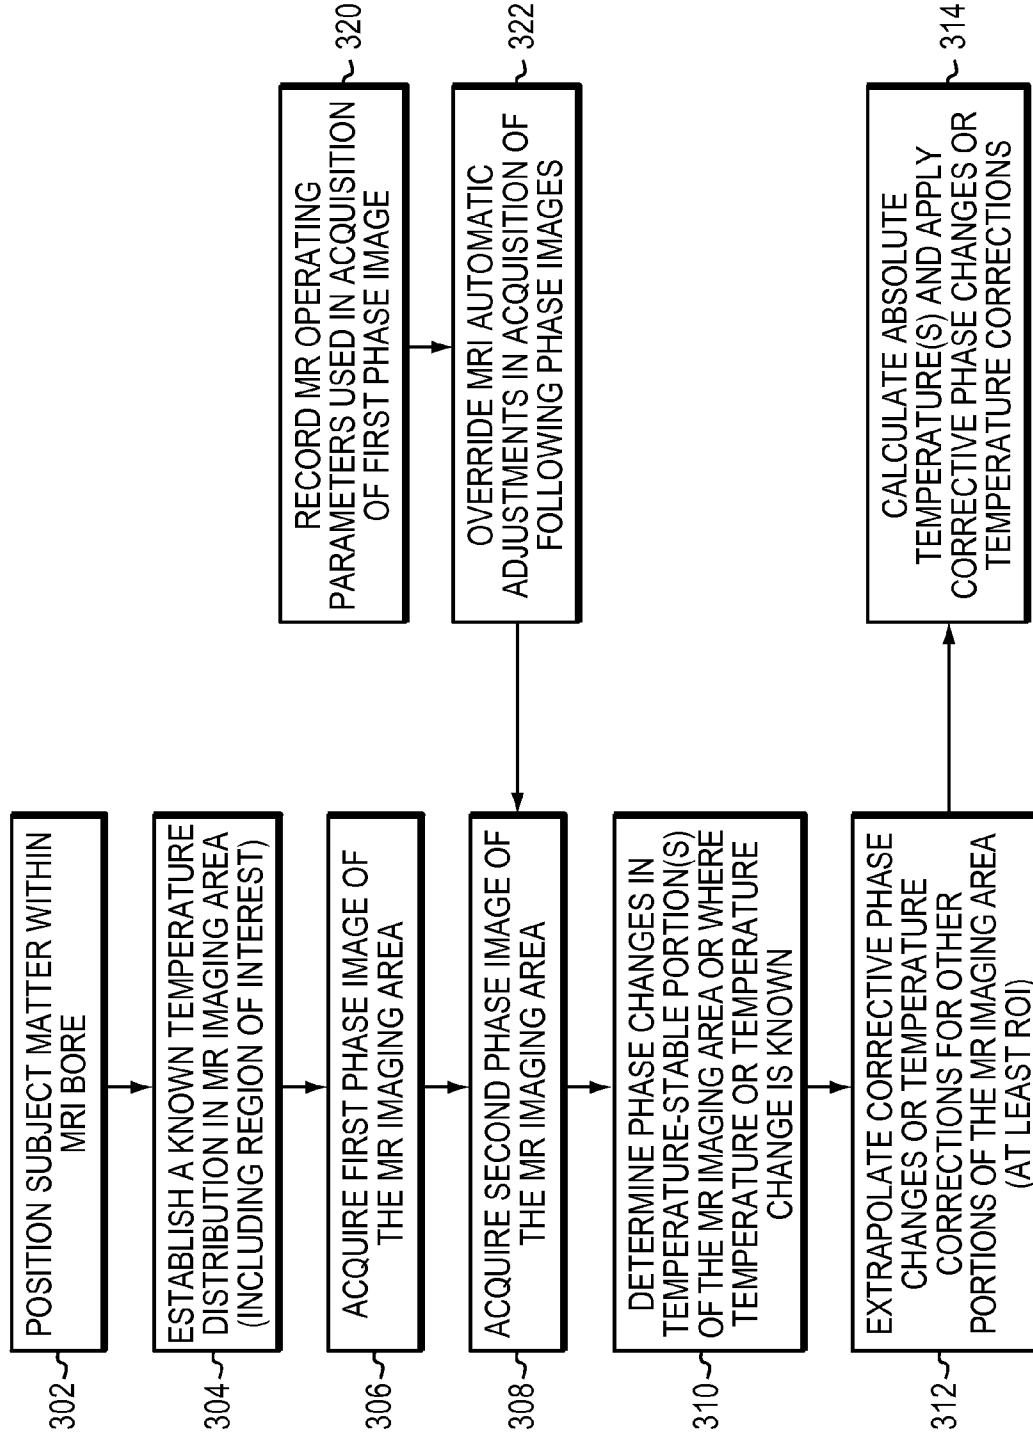 302
POSITION SUBJECT MATTER WITHIN
MRI BORE
304
ESTABLISH A KNOWN TEMPERATURE
DISTRIBUTION IN MR IMAGING AREA
(INCLUDING REGION OF INTEREST)
306
ACQUIRE FIRST PHASE IMAGE OF
THE MR IMAGING AREA
308
ACQUIRE SECOND PHASE IMAGE OF
THE MR IMAGING AREA
310
DETERMINE PHASE CHANGES IN
TEMPERATURE-STABLE PORTION(S)
OF THE MR IMAGING AREA OR WHERE
TEMPERATURE OR TEMPERATURE
CHANGE IS KNOWN
312
EXTRAPOLATE CORRECTIVE PHASE
CHANGES OR TEMPERATURE
CORRECTIONS FOR OTHER
PORTIONS OF THE MR IMAGING AREA
(AT LEAST ROI)
RECORD MR OPERATING
PARAMETERS USED IN ACQUISITION
OF FIRST PHASE IMAGE
320
OVERRIDE MRI AUTOMATIC
ADJUSTMENTS IN ACQUISITION OF
FOLLOWING PHASE IMAGES
322
CALCULATE ABSOLUTE
TEMPERATURE(S) AND APPLY
CORRECTIVE PHASE CHANGES OR
TEMPERATURE CORRECTIONS
314